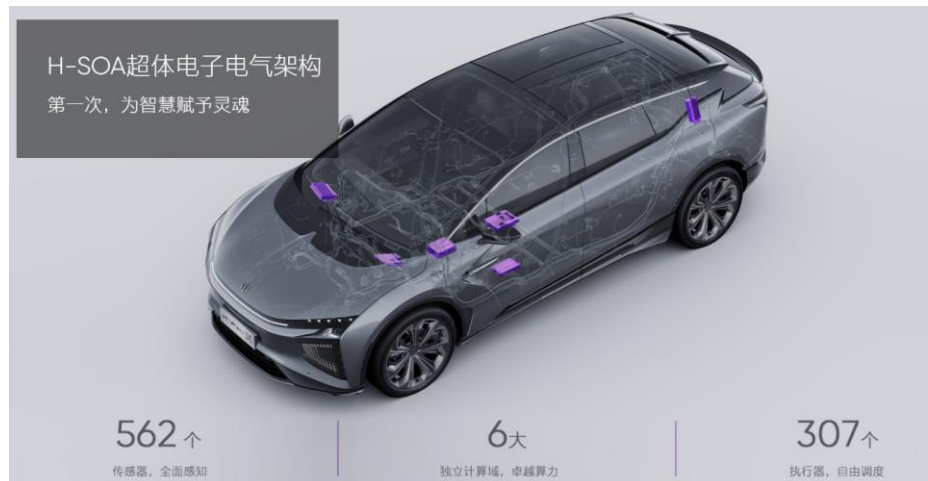 H-SOA超体电子电气架构
第一次，为智慧赋予灵魂
562个
传感器，全面感知
6大
独立计算域，卓越算力
307个
执行器，自由调度